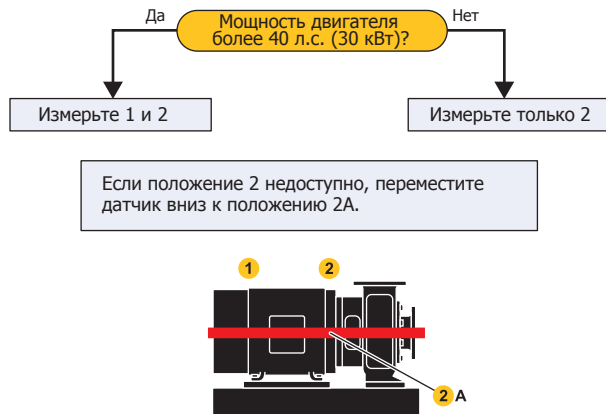 Да
Мощность двигателя
более 40 л.с. (30 кВт)?
Нет
Измерьте 1 и 2
Измерьте только 2
Если положение 2 недоступно, переместите
датчик вниз к положению 2A.
1
2
2 A